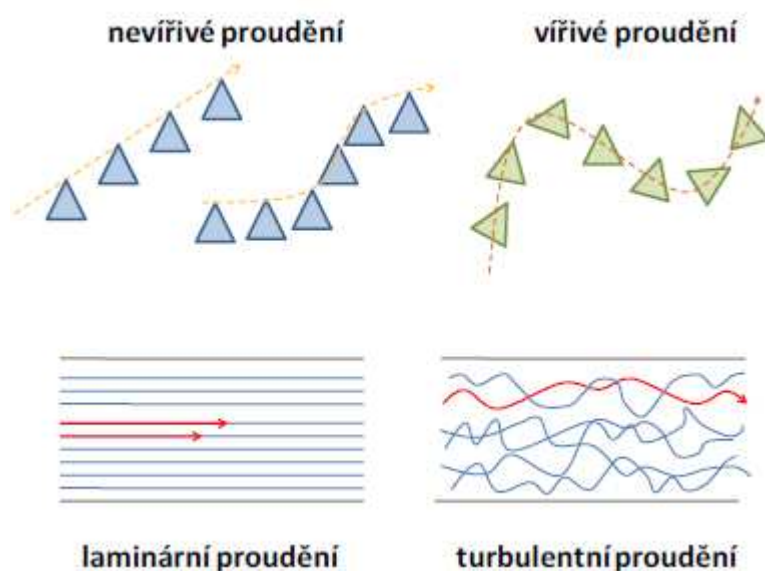 nevířivé proudění
vířivé proudění
laminární proudění
turbulentní proudění